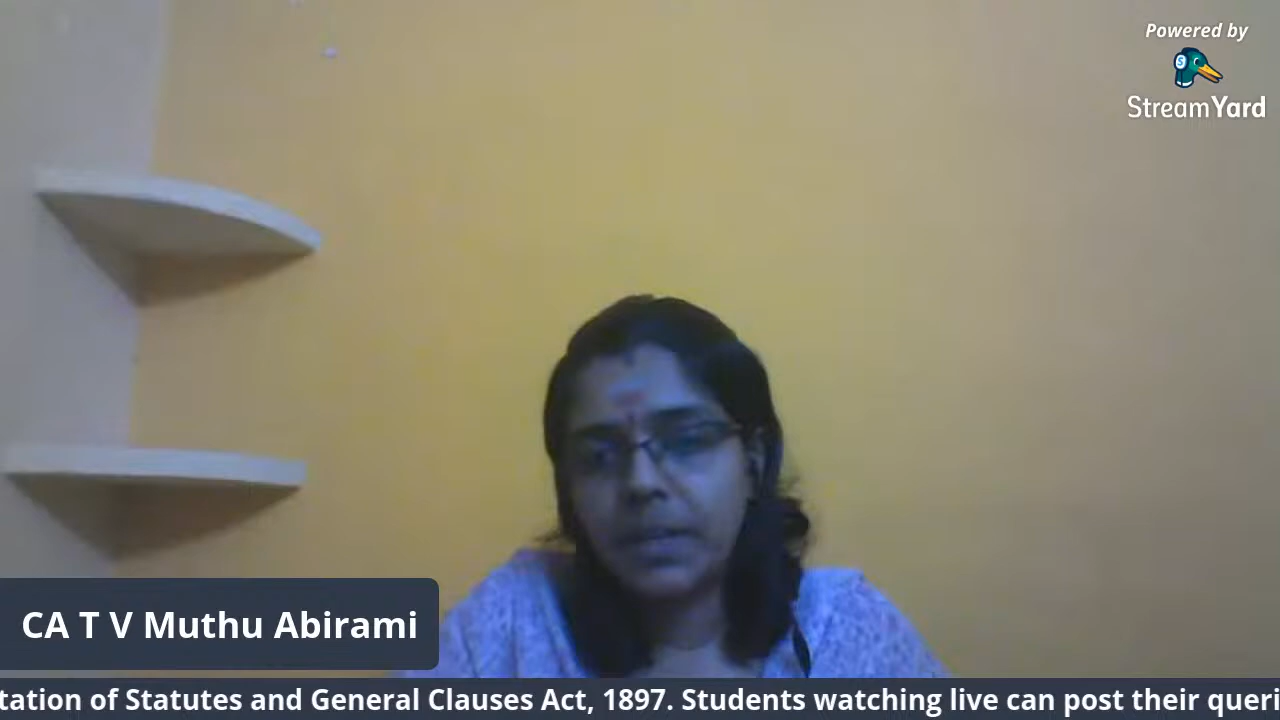 Powered by
StreamYard
CA T V Muthu Abirami
tation of Statutes and General Clauses Act, 1897. Students watching live can post their queri